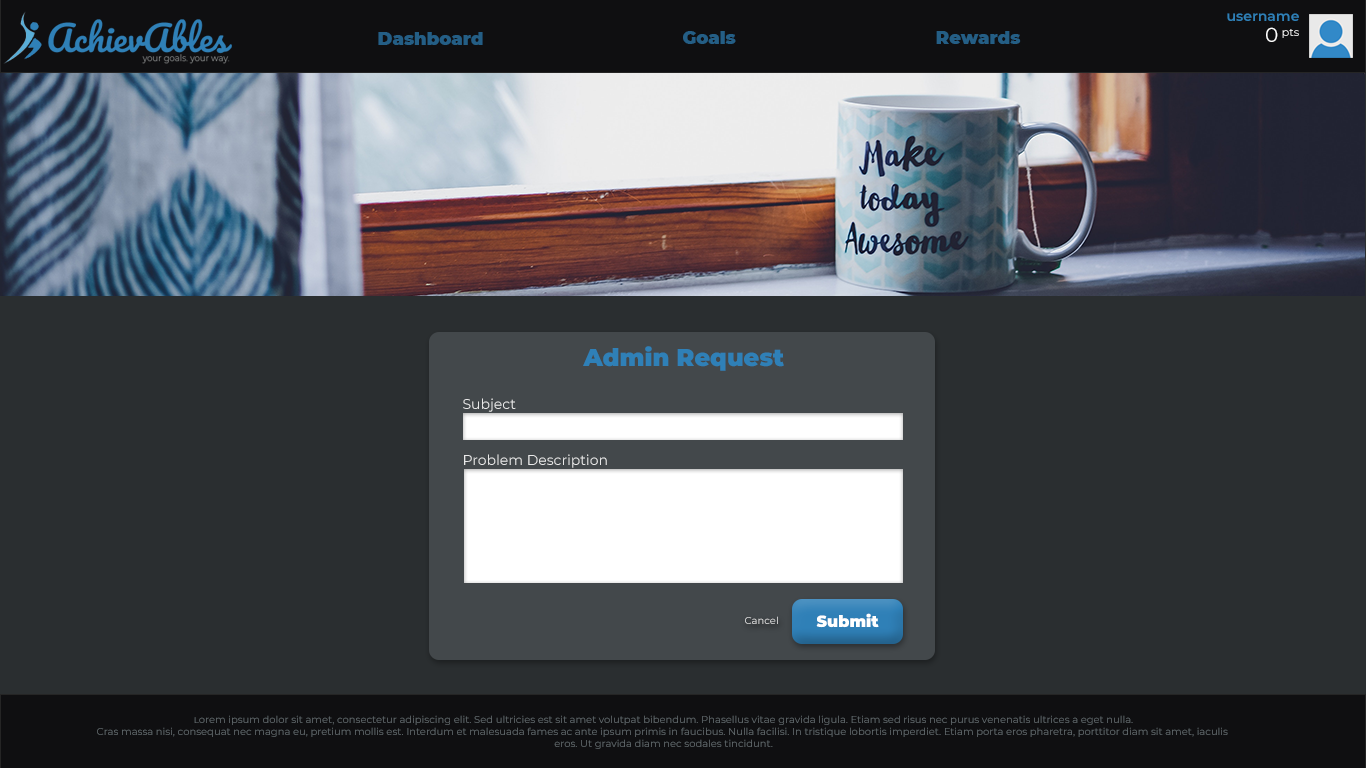 AchievAbles
your goals. your way.
Dashboard
Goals
Rewards
username
0 pts
Make
today
Awesome
Admin Request
Subject
Problem Description
Cancel
Submit
Lorem ipsum dolor sit amet, consectetur adipiscing elit. Sed ultricies est sit amet volutpat bibendum. Phasellus vitae gravida ligula. Etiam sed risus nec purus venenatis ultrices a eget nulla.
Cras massa nisi, consequat nec magna eu, pretium mollis est. Interdum et malesuada fames ac ante ipsum primis in faucibus. Nulla facilisi. In tristique lobortis imperdiet. Etiam porta eros pharetra, porttitor diam sit amet, iaculis
eros. Ut gravida diam nec sodales tincidunt.